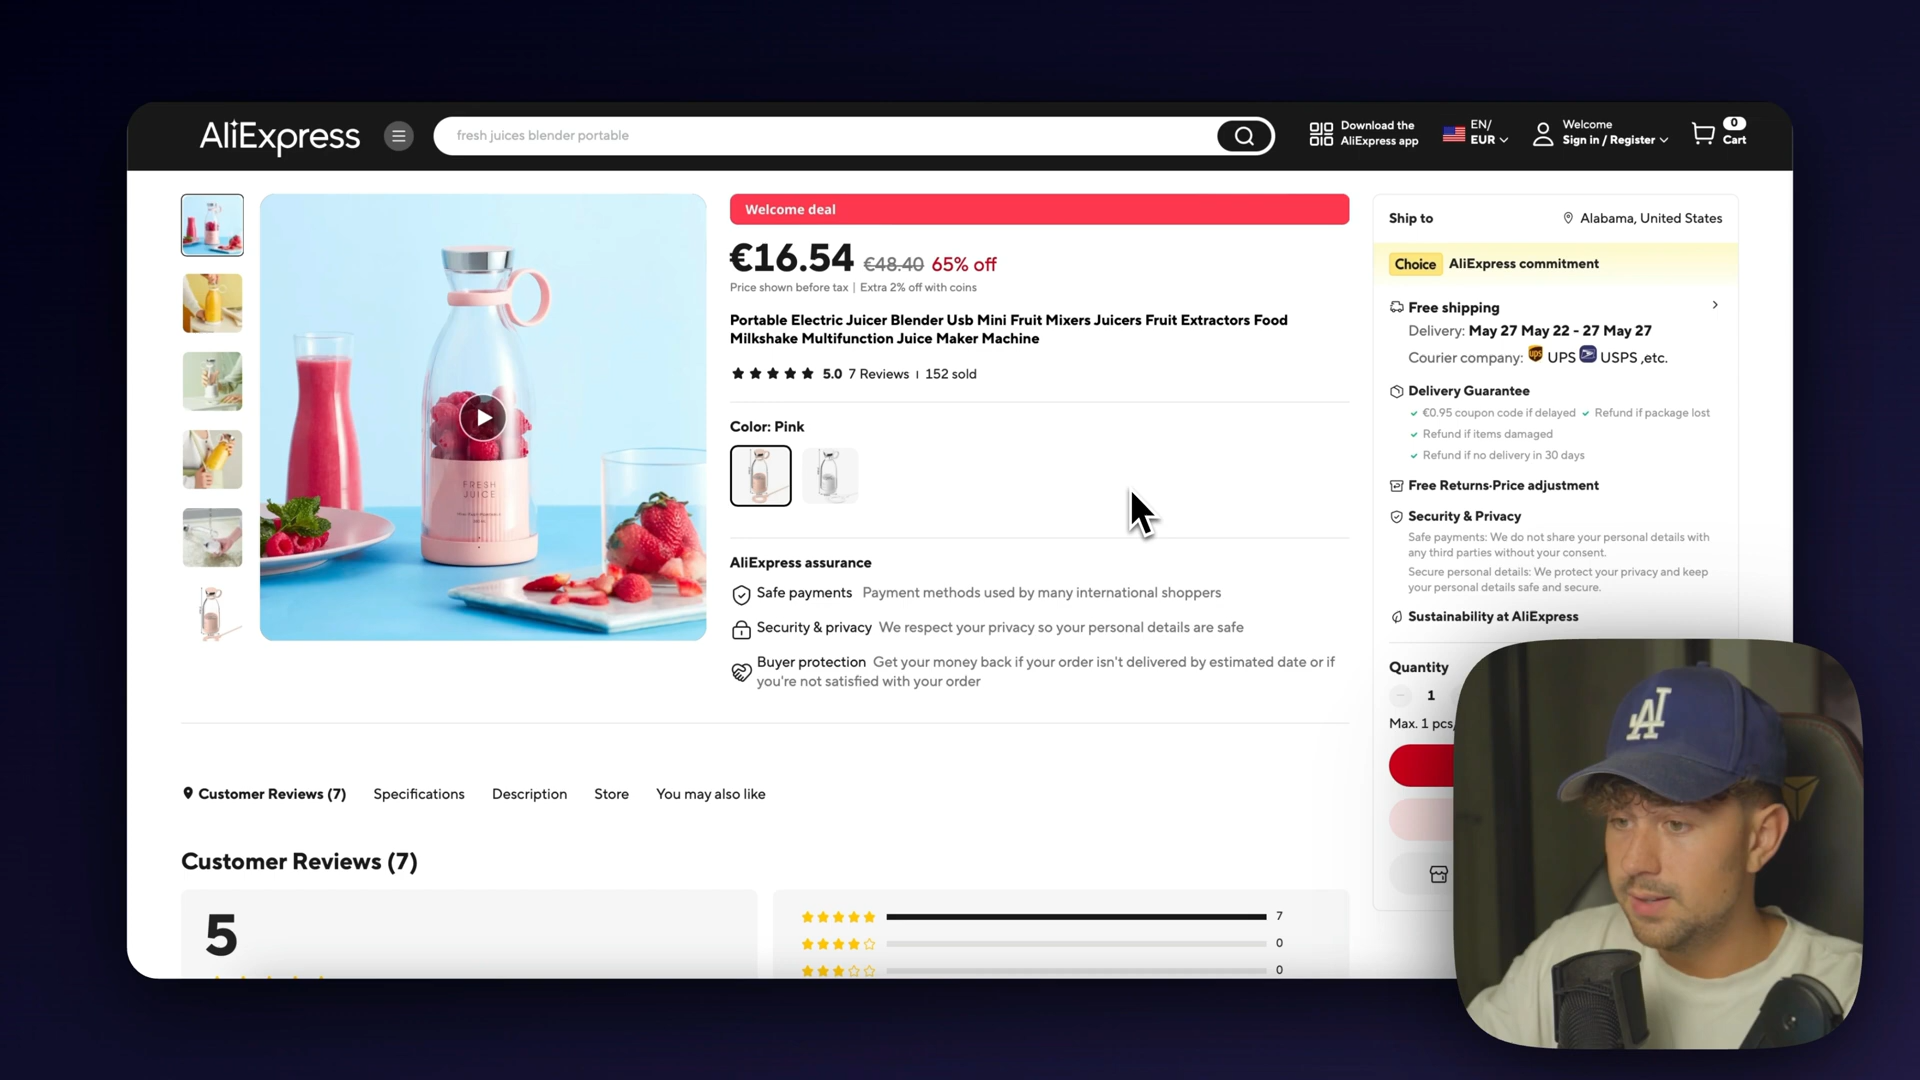 AliExpress
fresh juices blender portable
Download the
AliExpress app
EN/
EUR
Welcome
Sign in / Register
0
Cart
Welcome deal
€16.54 €48.40 65% off
Price shown before tax | Extra 2% off with coins
Portable Electric Juicer Blender Usb Mini Fruit Mixers Juicers Fruit Extractors Food
Milkshake Multifunction Juice Maker Machine
5.0 7 Reviews | 152 sold
Color: Pink
FRESH
JUICE
AliExpress assurance
Safe payments Payment methods used by many international shoppers
Security & privacy We respect your privacy so your personal details are safe
Buyer protection Get your money back if your order isn't delivered by estimated date or if
you're not satisfied with your order
Ship to Alabama, United States
Choice AliExpress commitment
Free shipping
Delivery: May 27 May 22 - 27 May 27
Courier company: UPS USPS ,etc.
Delivery Guarantee
€0.95 coupon code if delayed Refund if package lost
Refund if items damaged
Refund if no delivery in 30 days
Free Returns·Price adjustment
Security & Privacy
Safe payments: We do not share your personal details with
any third parties without your consent.
Secure personal details: We protect your privacy and keep
your personal details safe and secure.
Sustainability at AliExpress
Quantity
1
Max. 1 pcs
Customer Reviews (7) Specifications Description Store You may also like
Customer Reviews (7)
5
7
0
0